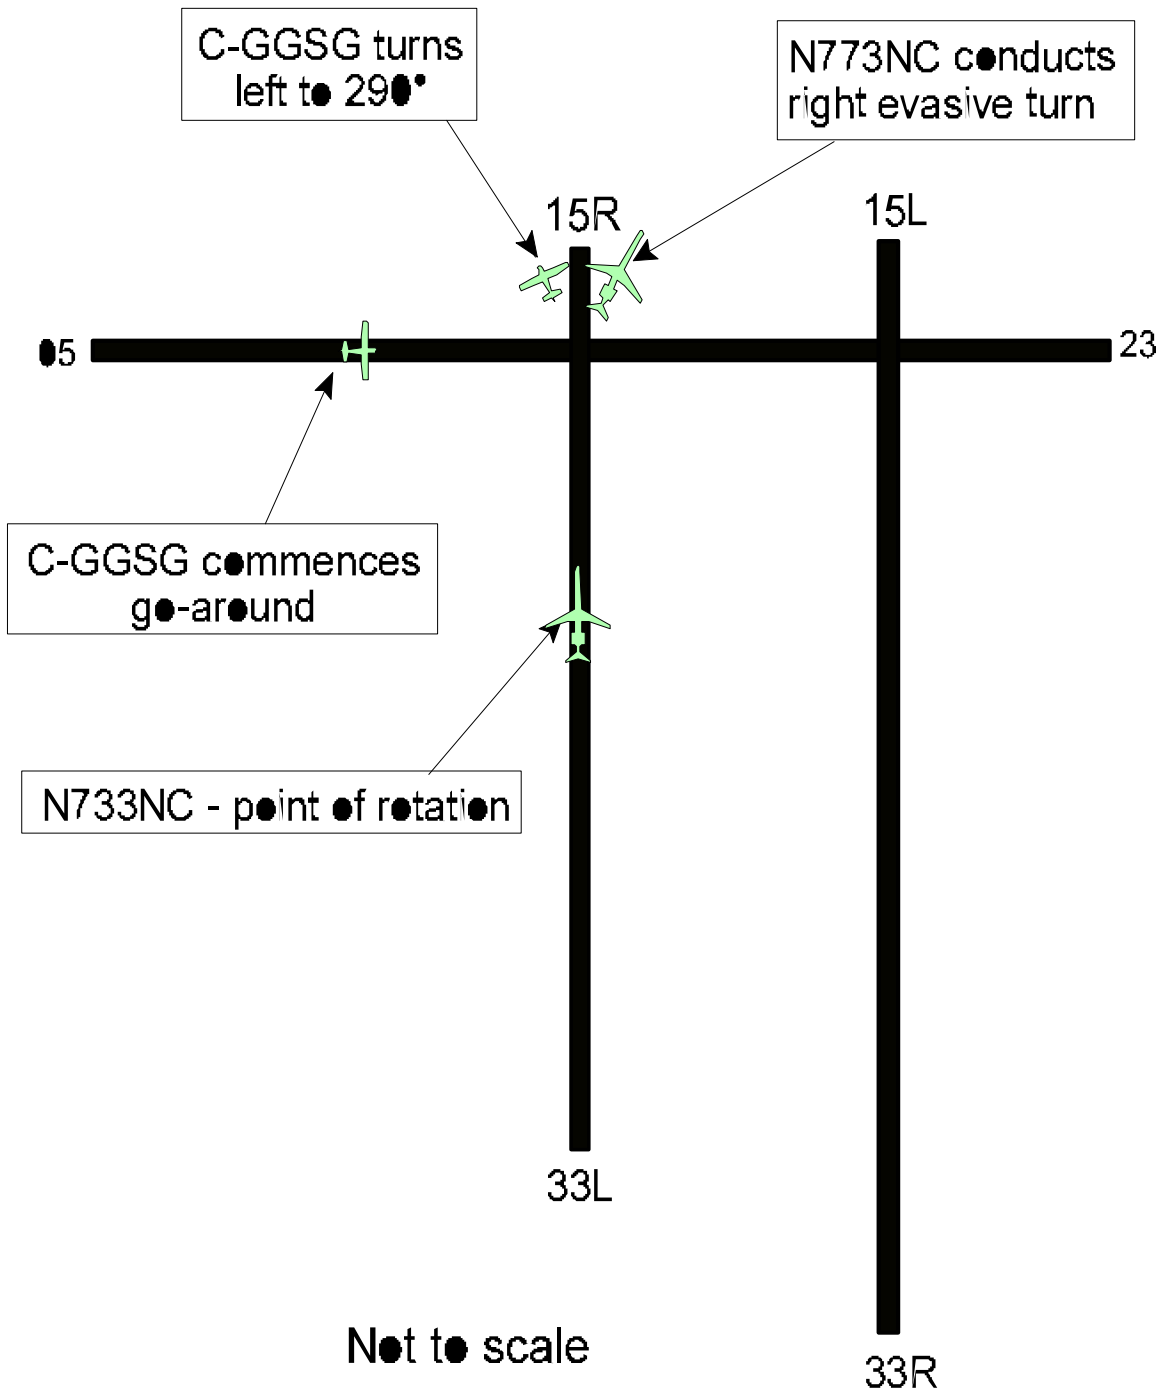 C-GGSG turns
left to 290°
N773NC conducts
right evasive turn
15R
15L
05
23
C-GGSG commences
go-around
N733NC - point of rotation
33L
Not to scale
33R